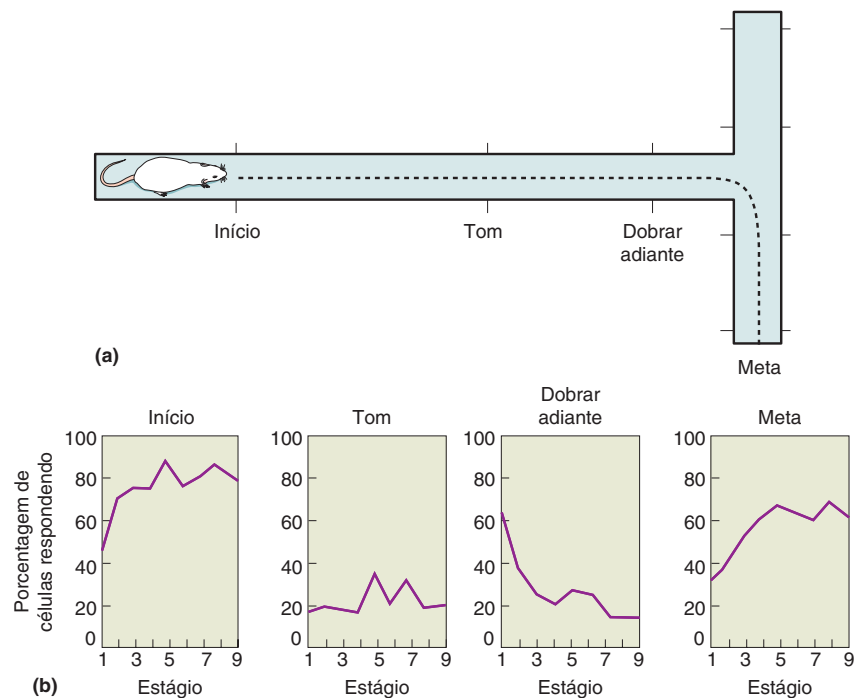 Início
Tom
Dobrar
adiante
(a)
Meta
Início
Tom
Dobrar
adiante
Meta
Porcentagem de
células respondendo
100
80
60
40
20
0
1 3 5 7 9
Estágio
100
80
60
40
20
0
1 3 5 7 9
Estágio
100
80
60
40
20
0
1 3 5 7 9
Estágio
100
80
60
40
20
0
1 3 5 7 9
Estágio
(b)